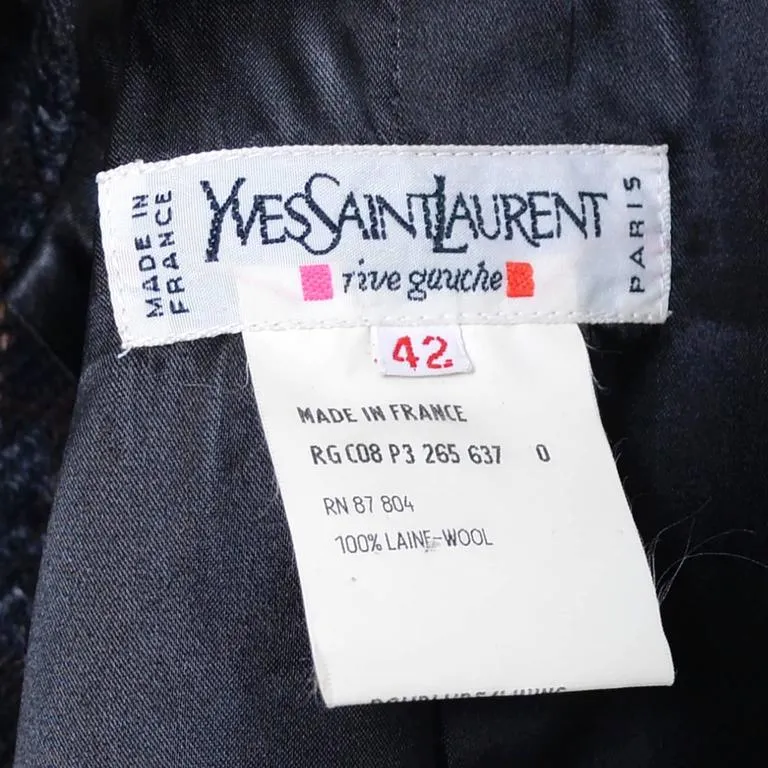 MADE IN
FRANCE
YVESSAINTLAURENT
rive gauche
PARIS
42
MADE IN FRANCE
RG C08 P3 265 637 0
RN 87 804
100% LAINE-WOOL